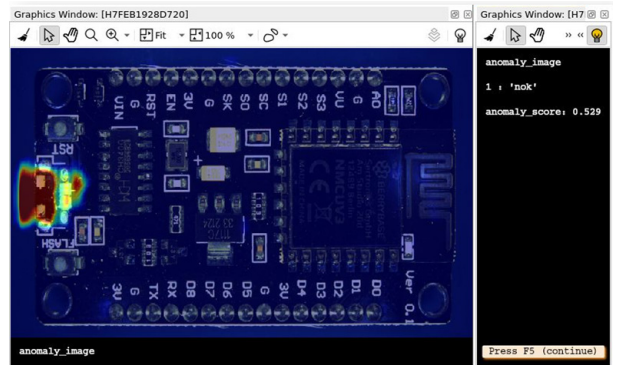 Graphics Window: [H7FEB1928D720]
Graphics Window: [H7
Fit
100 %
» «
anomaly_image
1 : 'nok'
anomaly_score: 0.529
VIN G RST EN 3V G SK SO SC S1 S2 S3 VU G AO
RST
FLASH
3V G TX RX D8 D7 D6 D5 G 3V D4 D3 D2 D1 D0
Ver 0.1
anomaly_image
Press F5 (continue)